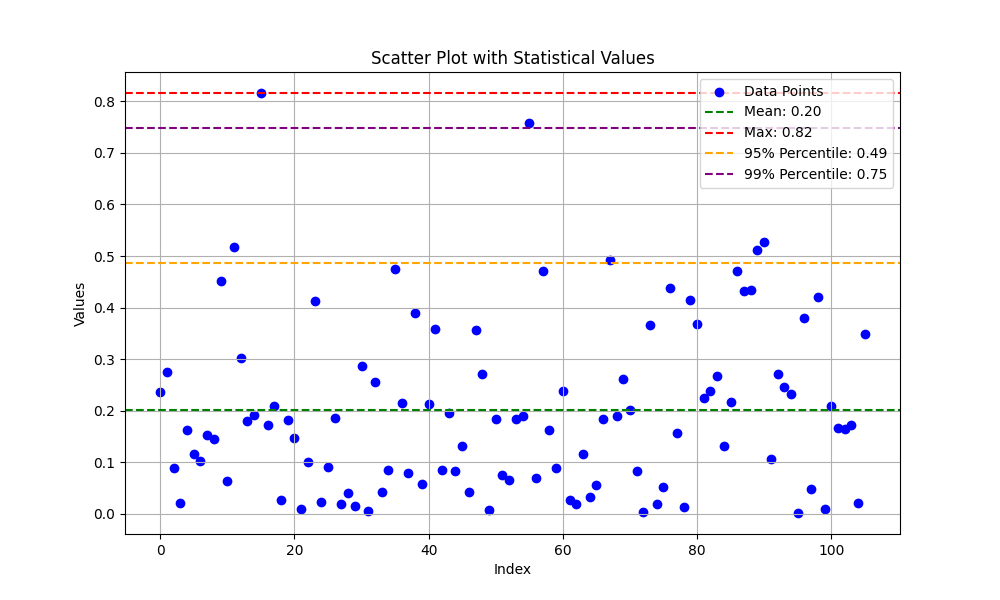 Scatter Plot with Statistical Values
Data Points
Mean: 0.20
Max: 0.82
95% Percentile: 0.49
99% Percentile: 0.75
Values
0.8
0.7
0.6
0.5
0.4
0.3
0.2
0.1
0.0
0 20 40 60 80 100
Index